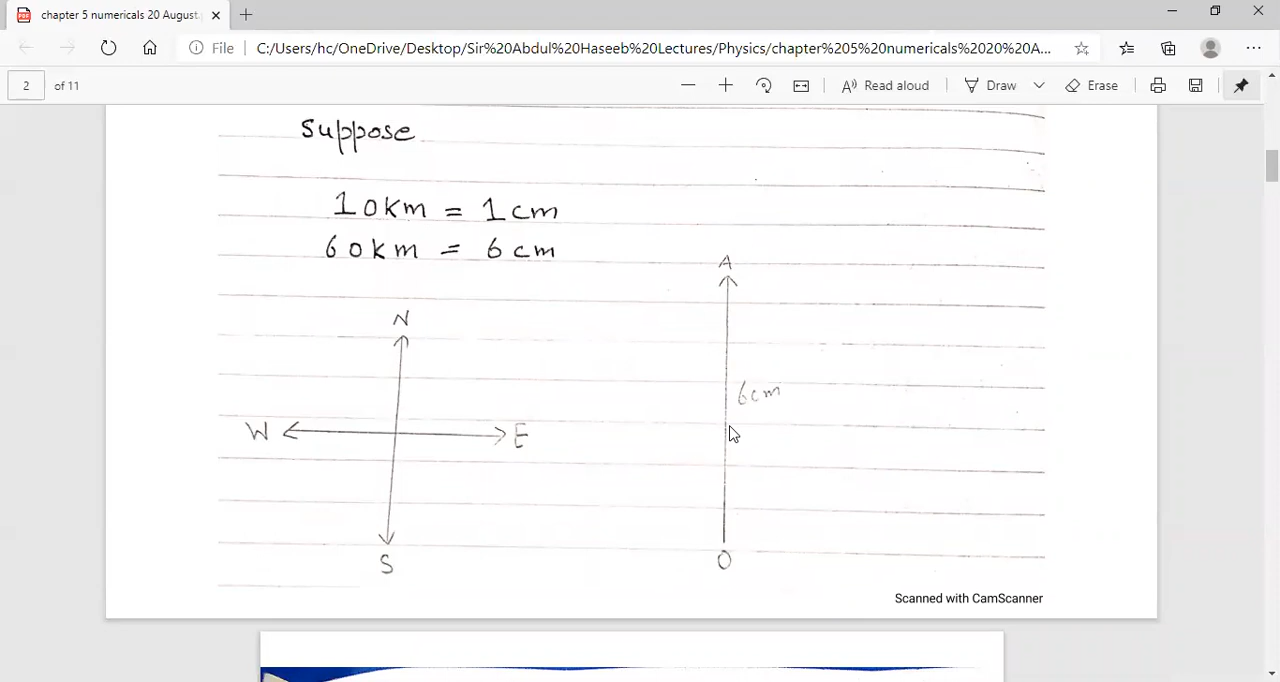 chapter 5 numericals 20 August.
File
C:/Users/hc/OneDrive/Desktop/Sir%20Abdul%20Haseeb%20Lectures/Physics/chapter%205%20numericals%2020%20A...
2 of 11
Read aloud
Draw
Erase
Suppose
10km = 1cm
60km = 6cm
A
N
6cm
W
E
S
O
Scanned with CamScanner